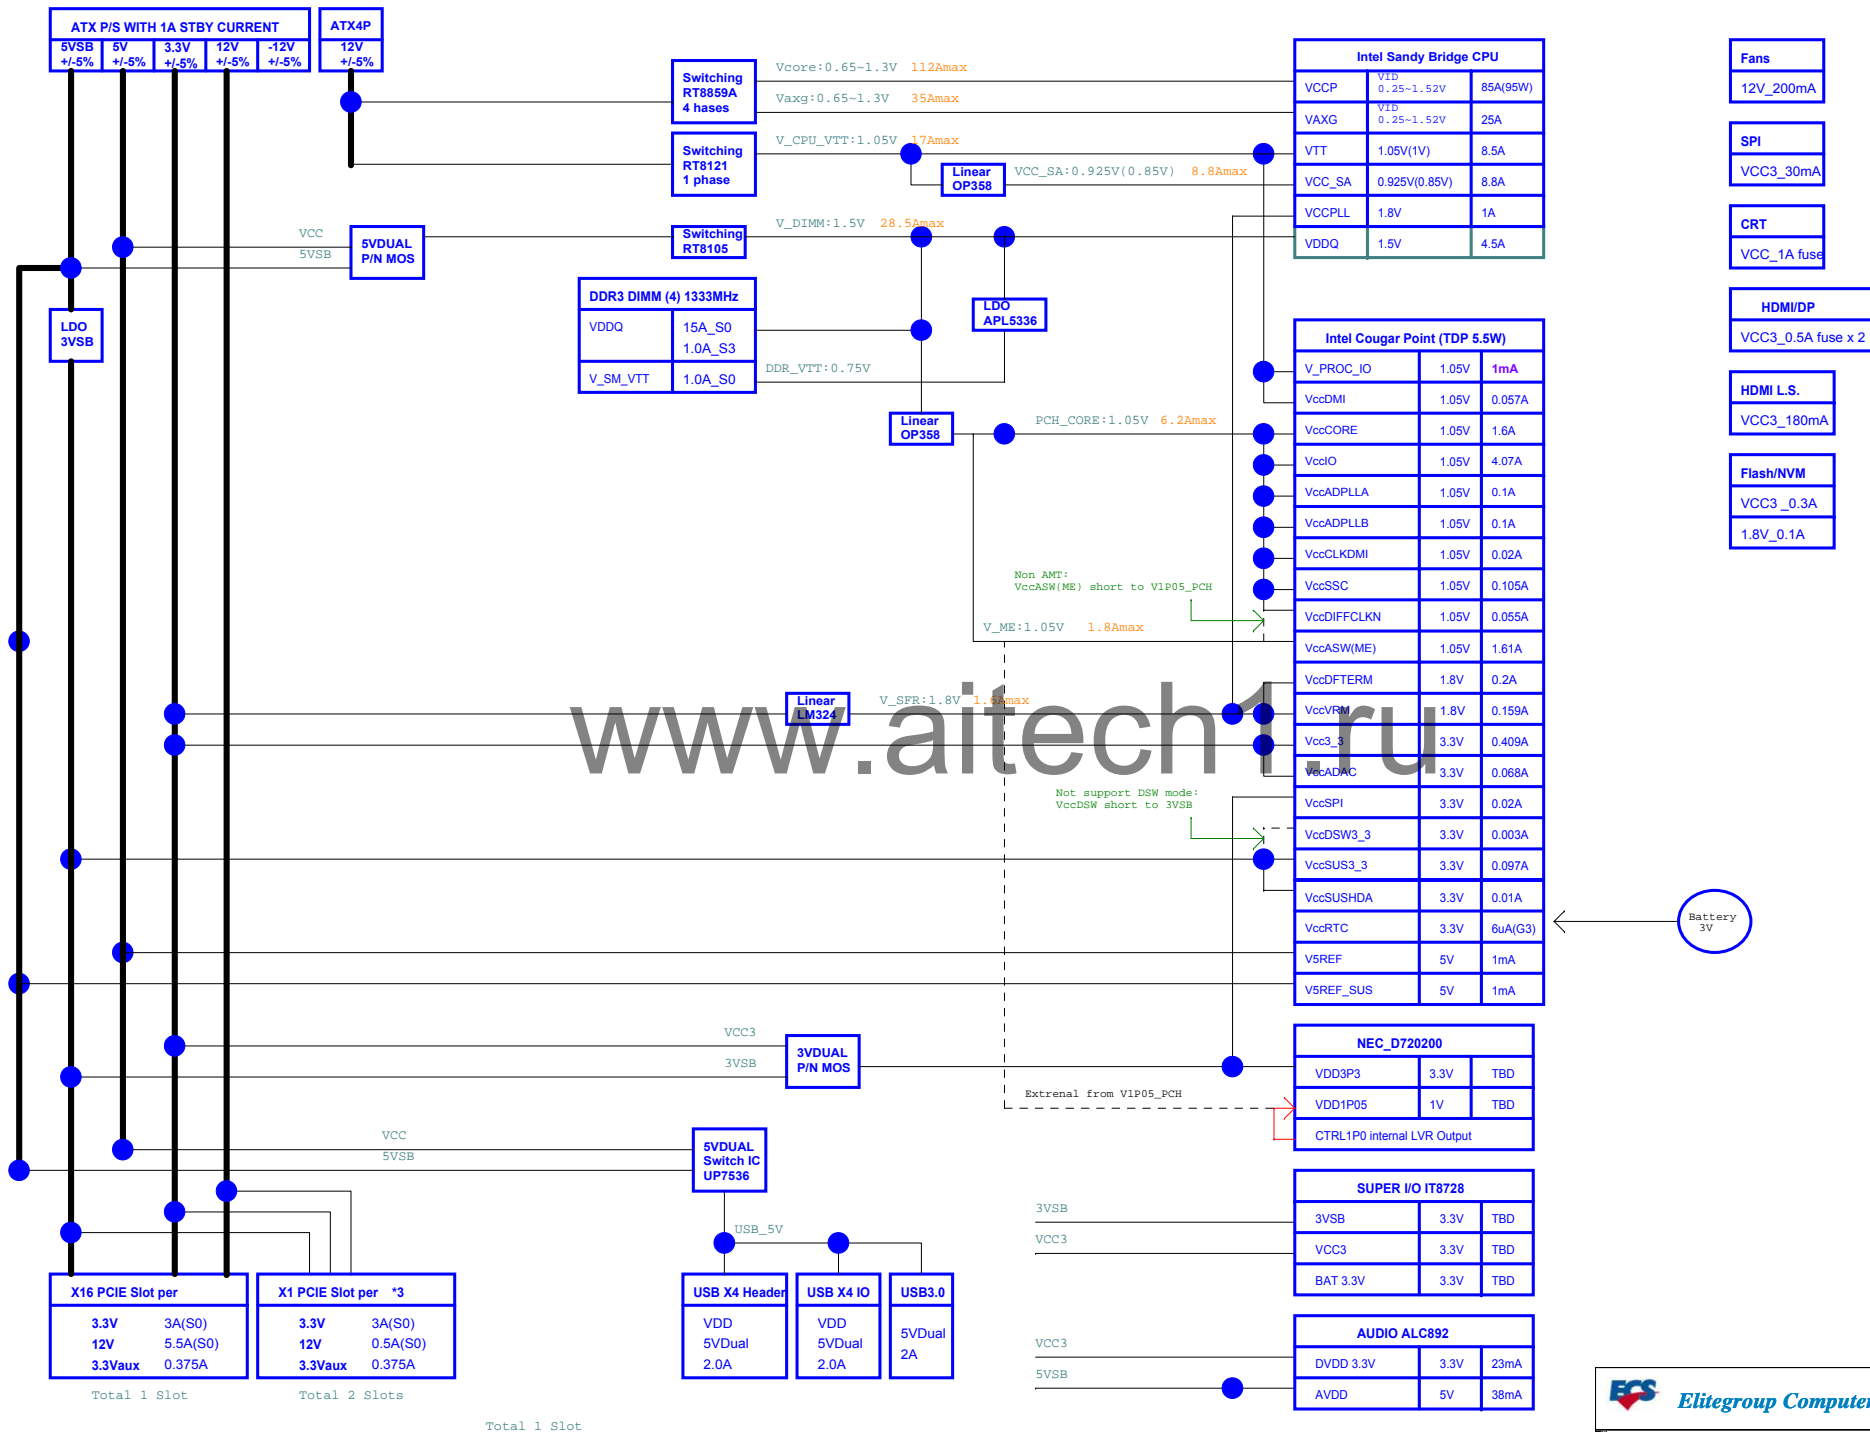 ATX P/S WITH 1A STBY CURRENT
5VSB +/-5%
5V +/-5%
3.3V +/-5%
12V +/-5%
-12V +/-5%
ATX4P
12V +/-5%
Switching
RT8859A
4 hases
Vcore:0.65~1.3V 112Amax
Vaxg:0.65~1.3V 35Amax
Switching
RT8121
1 phase
V_CPU_VTT:1.05V 17Amax
Linear
OP358
VCC_SA:0.925V(0.85V) 8.8Amax
VCC
5VSB
5VDUAL
P/N MOS
Switching
RT8105
V_DIMM:1.5V 28.5Amax
LDO
3VSB
DDR3 DIMM (4) 1333MHz
VDDQ 15A_S0
1.0A_S3
V_SM_VTT 1.0A_S0
DDR_VTT:0.75V
LDO
APL5336
Linear
OP358
PCH_CORE:1.05V 6.2Amax
Intel Sandy Bridge CPU
VCCP VID 0.25~1.52V 85A(95W)
VAXG VID 0.25~1.52V 25A
VTT 1.05V(1V) 8.5A
VCC_SA 0.925V(0.85V) 8.8A
VCCPLL 1.8V 1A
VDDQ 1.5V 4.5A
Intel Cougar Point (TDP 5.5W)
V_PROC_IO 1.05V 1mA
VccDMI 1.05V 0.057A
VccCORE 1.05V 1.6A
VccIO 1.05V 4.07A
VccADPLLA 1.05V 0.1A
VccADPLLB 1.05V 0.1A
VccCLKDMI 1.05V 0.02A
VccSSC 1.05V 0.105A
VccDIFFCLKN 1.05V 0.055A
VccASW(ME) 1.05V 1.61A
VccDFTERM 1.8V 0.2A
VccVRM 1.8V 0.159A
Vcc3_3 3.3V 0.409A
VccADAC 3.3V 0.068A
VccSPI 3.3V 0.02A
VccDSW3_3 3.3V 0.003A
VccSUS3_3 3.3V 0.097A
VccSUSHDA 3.3V 0.01A
VccRTC 3.3V 6uA(G3)
V5REF 5V 1mA
V5REF_SUS 5V 1mA
Non AMT:
VccASW(ME) short to V1P05_PCH
V_ME:1.05V 1.8Amax
Linear
LM324
V_SFR:1.8V 1.6Amax
www.aitech1.ru
Not support DSW mode:
VccDSW short to 3VSB
Battery
3V
VCC3
3VSB
3VDUAL
P/N MOS
Extrenal from V1P05_PCH
NEC_D720200
VDD3P3 3.3V TBD
VDD1P05 1V TBD
CTRL1P0 internal LVR Output
VCC
5VSB
5VDUAL
Switch IC
UP7536
USB_5V
3VSB
VCC3
SUPER I/O IT8728
3VSB 3.3V TBD
VCC3 3.3V TBD
BAT 3.3V 3.3V TBD
VCC3
5VSB
AUDIO ALC892
DVDD 3.3V 3.3V 23mA
AVDD 5V 38mA
X16 PCIE Slot per
3.3V 3A(S0)
12V 5.5A(S0)
3.3Vaux 0.375A
Total 1 Slot
X1 PCIE Slot per *3
3.3V 3A(S0)
12V 0.5A(S0)
3.3Vaux 0.375A
Total 2 Slots
Total 1 Slot
USB X4 Header
VDD
5VDual
2.0A
USB X4 IO
VDD
5VDual
2.0A
USB3.0
5VDual
2A
Fans
12V_200mA
SPI
VCC3_30mA
CRT
VCC_1A fuse
HDMI/DP
VCC3_0.5A fuse x 2
HDMI L.S.
VCC3_180mA
Flash/NVM
VCC3 _0.3A
1.8V_0.1A
ECS
Elitegroup Computer